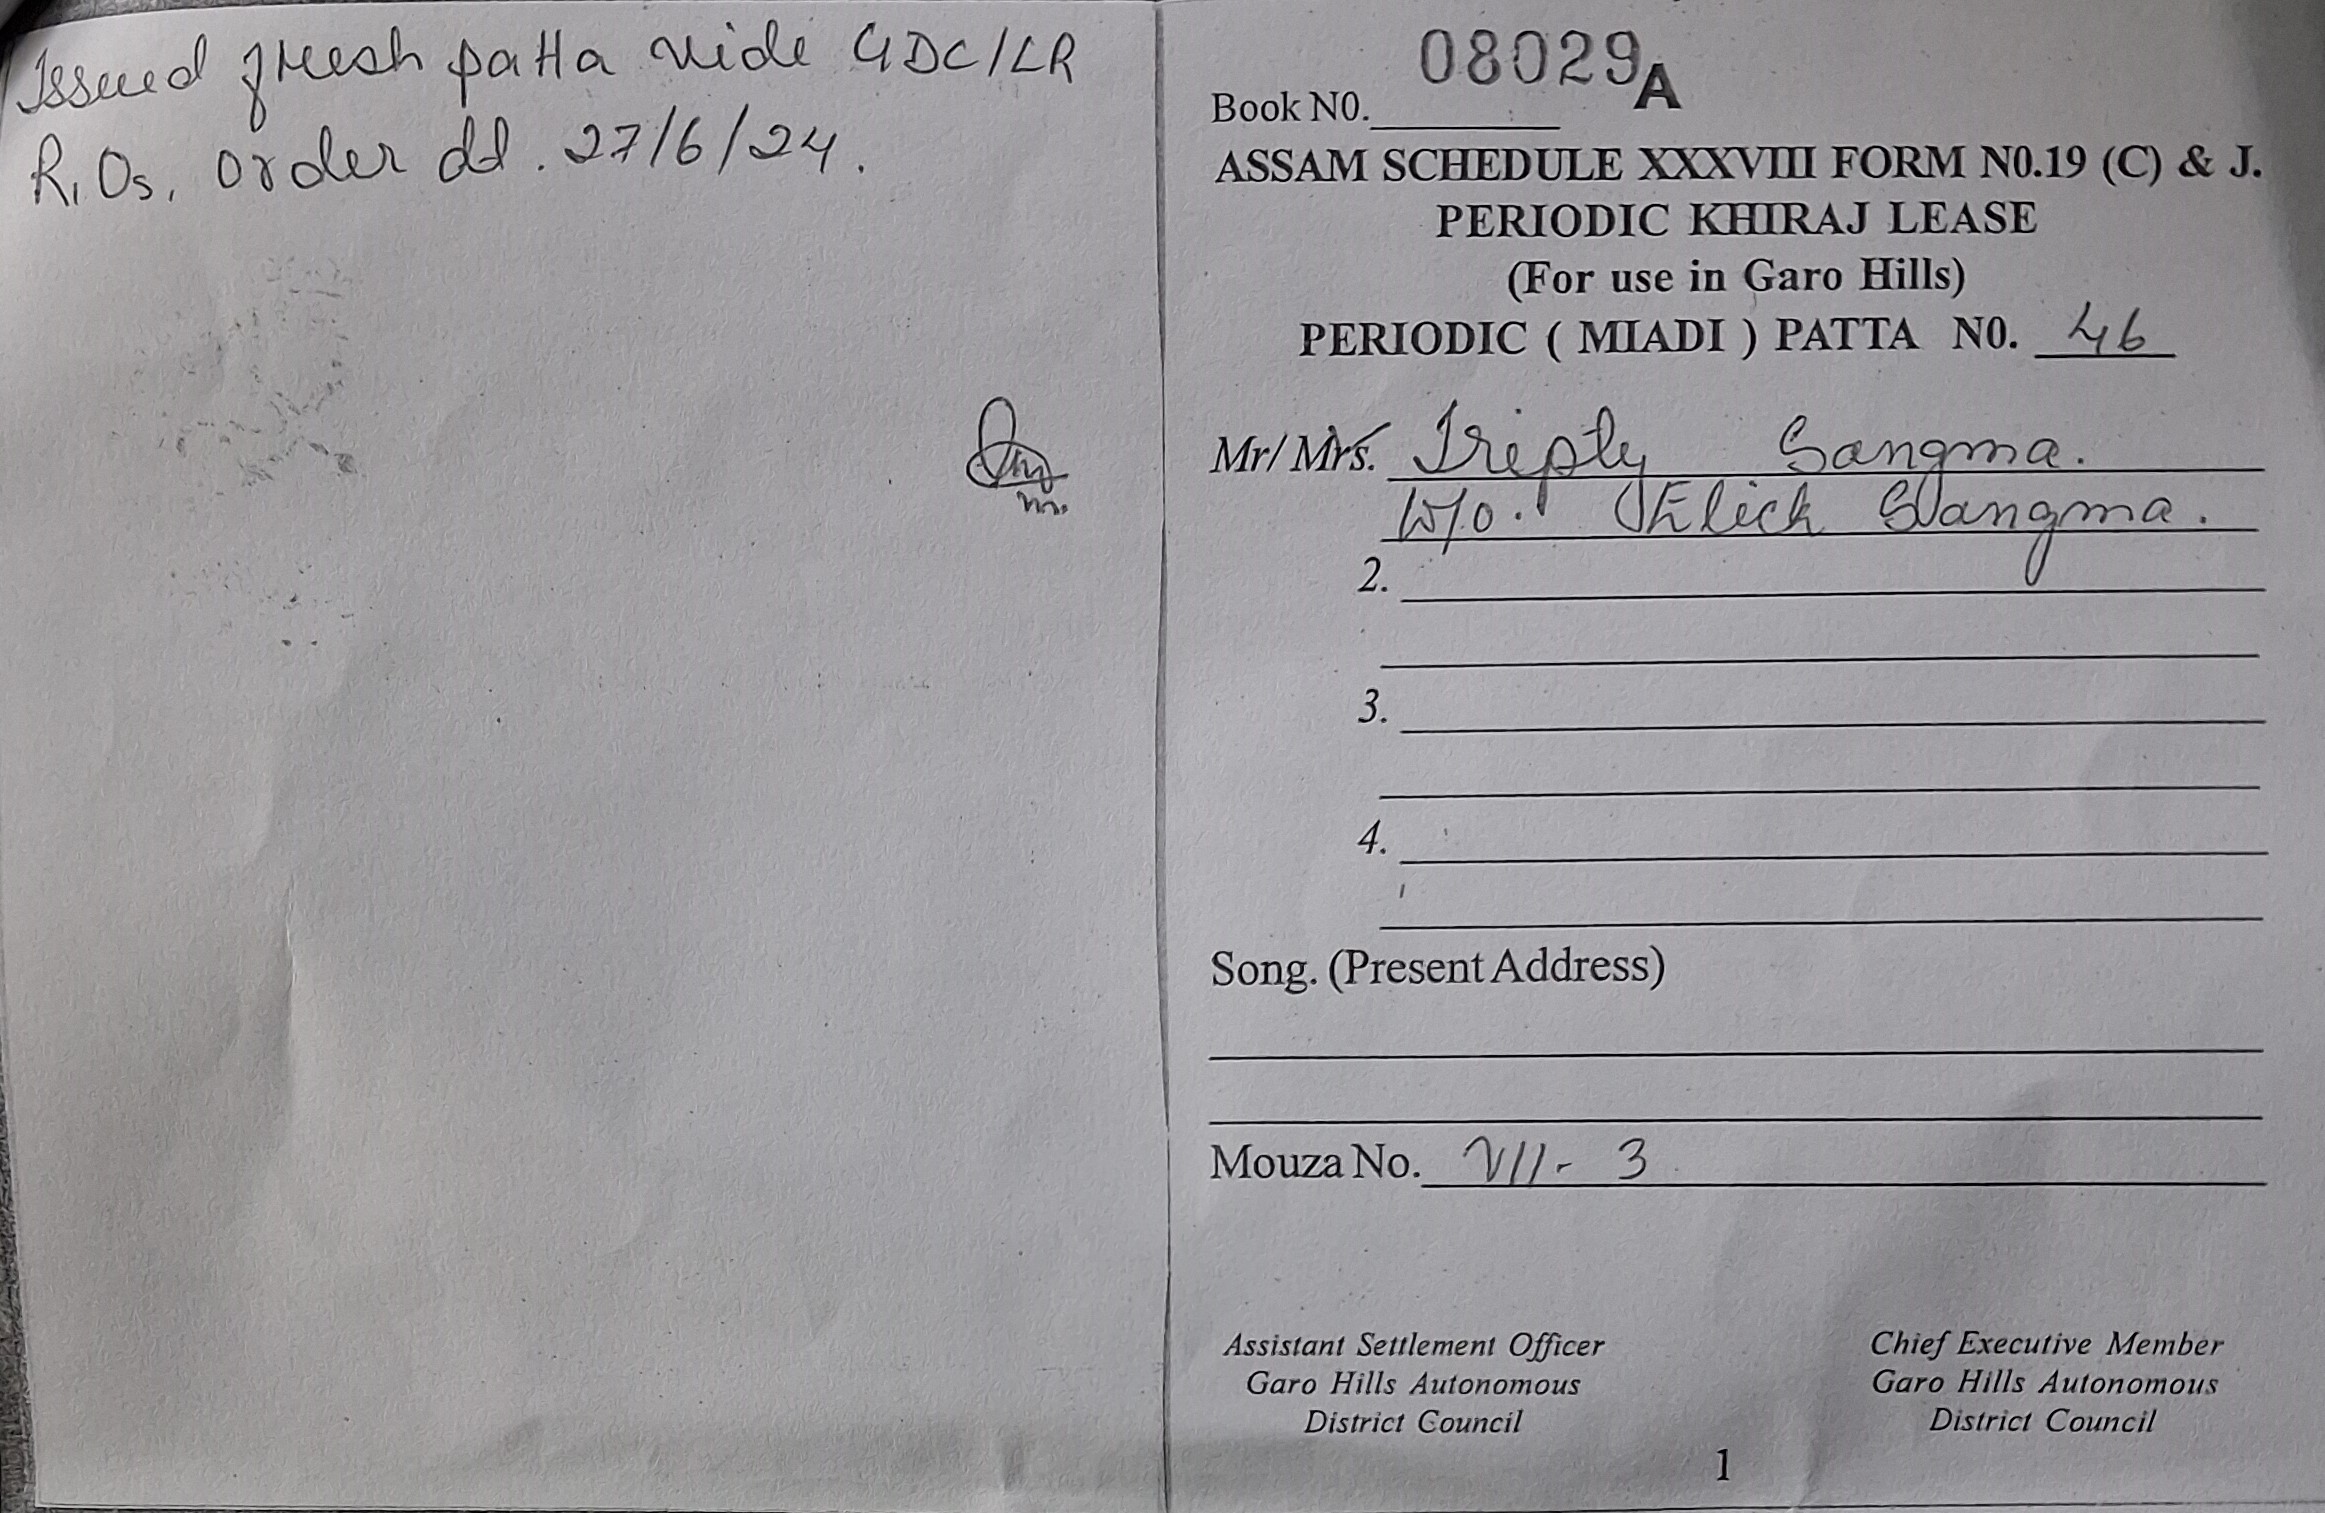 Issued fresh patta vide GDC/LR
R.Os. order dd. 27/6/24.
08029A
Book N0.
ASSAM SCHEDULE XXXVIII FORM N0.19 (C) & J.
PERIODIC KHIRAJ LEASE
(For use in Garo Hills)
PERIODIC ( MIADI ) PATTA N0. 46
Mr/ Mrs. Tripty Sangma.
W/o. Elick Sangma.
2.
3.
4.
Song. (Present Address)
Mouza No. VII- 3
Assistant Settlement Officer
Garo Hills Autonomous
District Council
Chief Executive Member
Garo Hills Autonomous
District Council
1